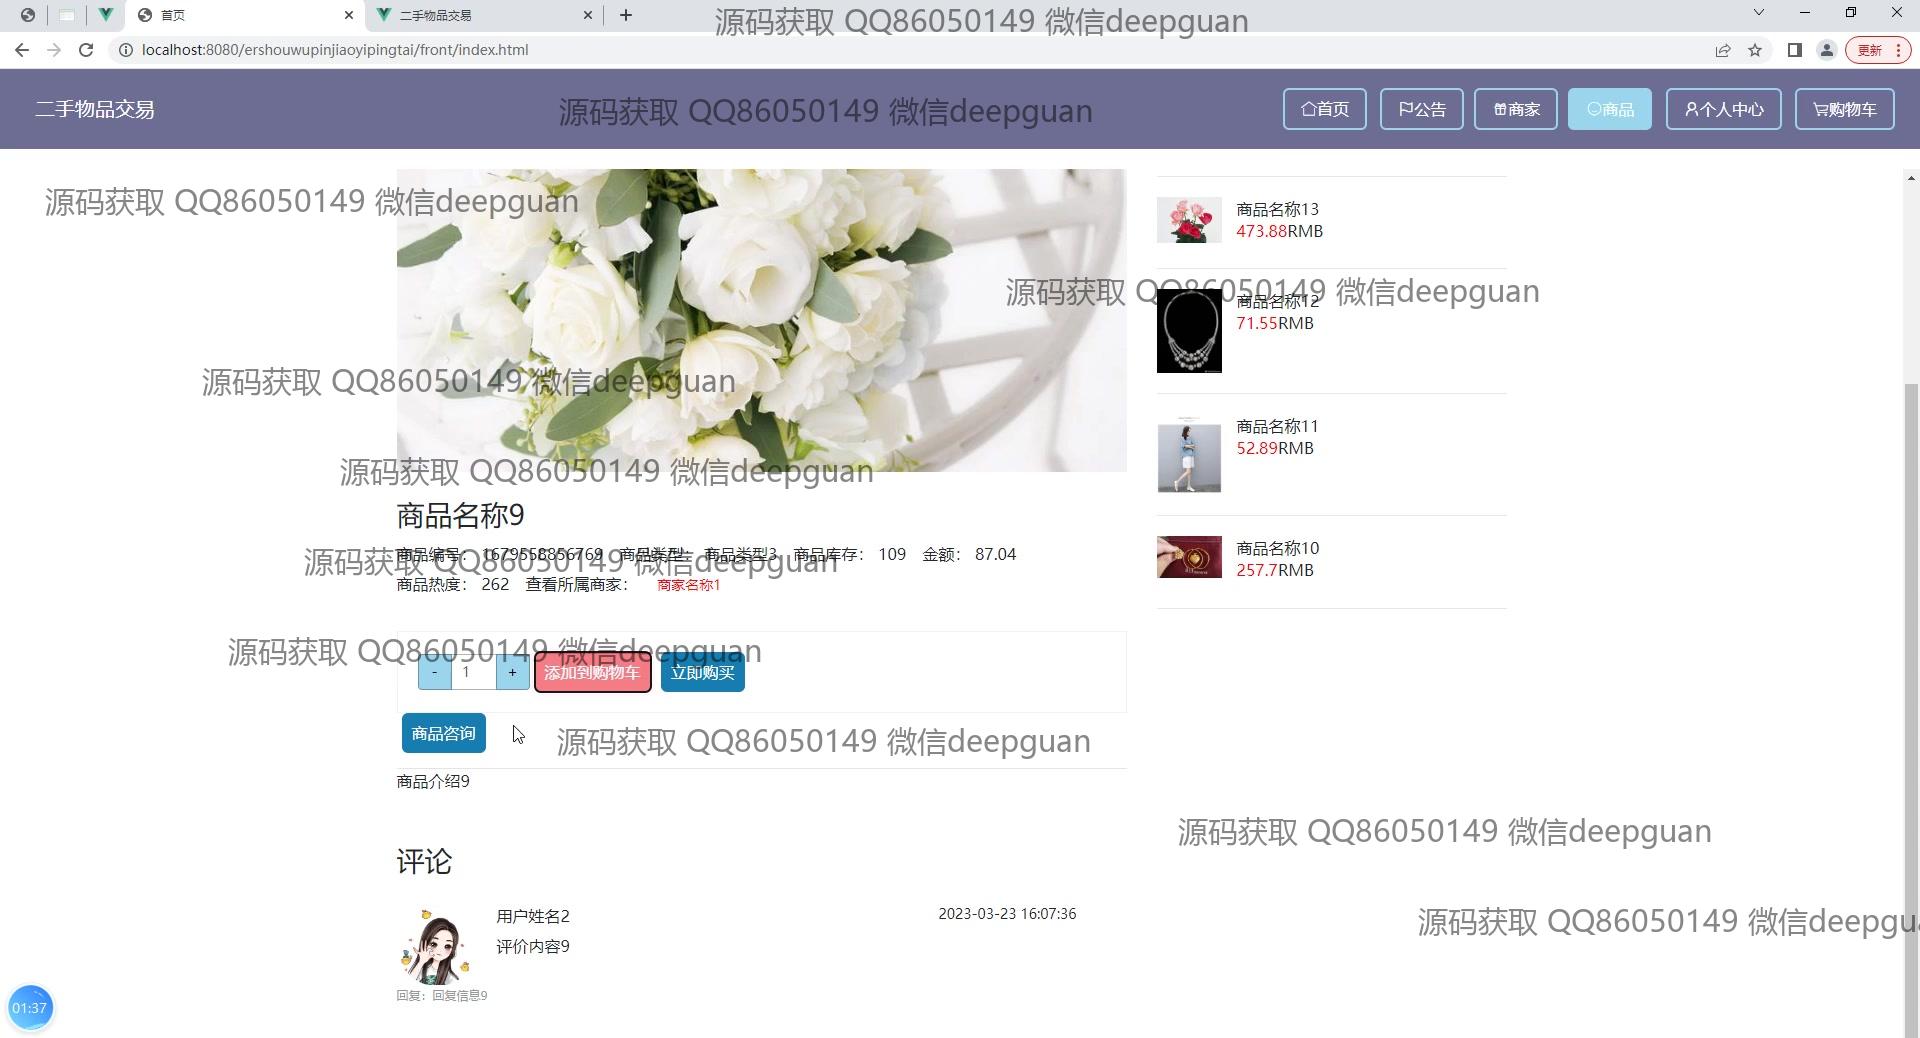 首页
二手物品交易
源码获取 QQ86050149 微信deepguan
localhost:8080/ershouwupinjiaoyipingtai/front/index.html
更新
二手物品交易
源码获取 QQ86050149 微信deepguan
首页
公告
商家
商品
个人中心
购物车
源码获取 QQ86050149 微信deepguan
商品名称13
473.88RMB
源码获取 QQ86050149 微信deepguan
商品名称12
71.55RMB
源码获取 QQ86050149 微信deepguan
商品名称11
52.89RMB
源码获取 QQ86050149 微信deepguan
商品名称9
商品编号： 1679558856769 商品类型： 商品类型3 商品库存： 109 金额： 87.04
源码获取 QQ86050149 微信deepguan
商品名称10
257.7RMB
商品热度： 262 查看所属商家： 商家名称1
源码获取 QQ86050149 微信deepguan
- 1 + 添加到购物车 立即购买
商品咨询
源码获取 QQ86050149 微信deepguan
商品介绍9
源码获取 QQ86050149 微信deepguan
评论
用户姓名2
2023-03-23 16:07:36
源码获取 QQ86050149 微信deepgu
评价内容9
回复：回复信息9
01:37